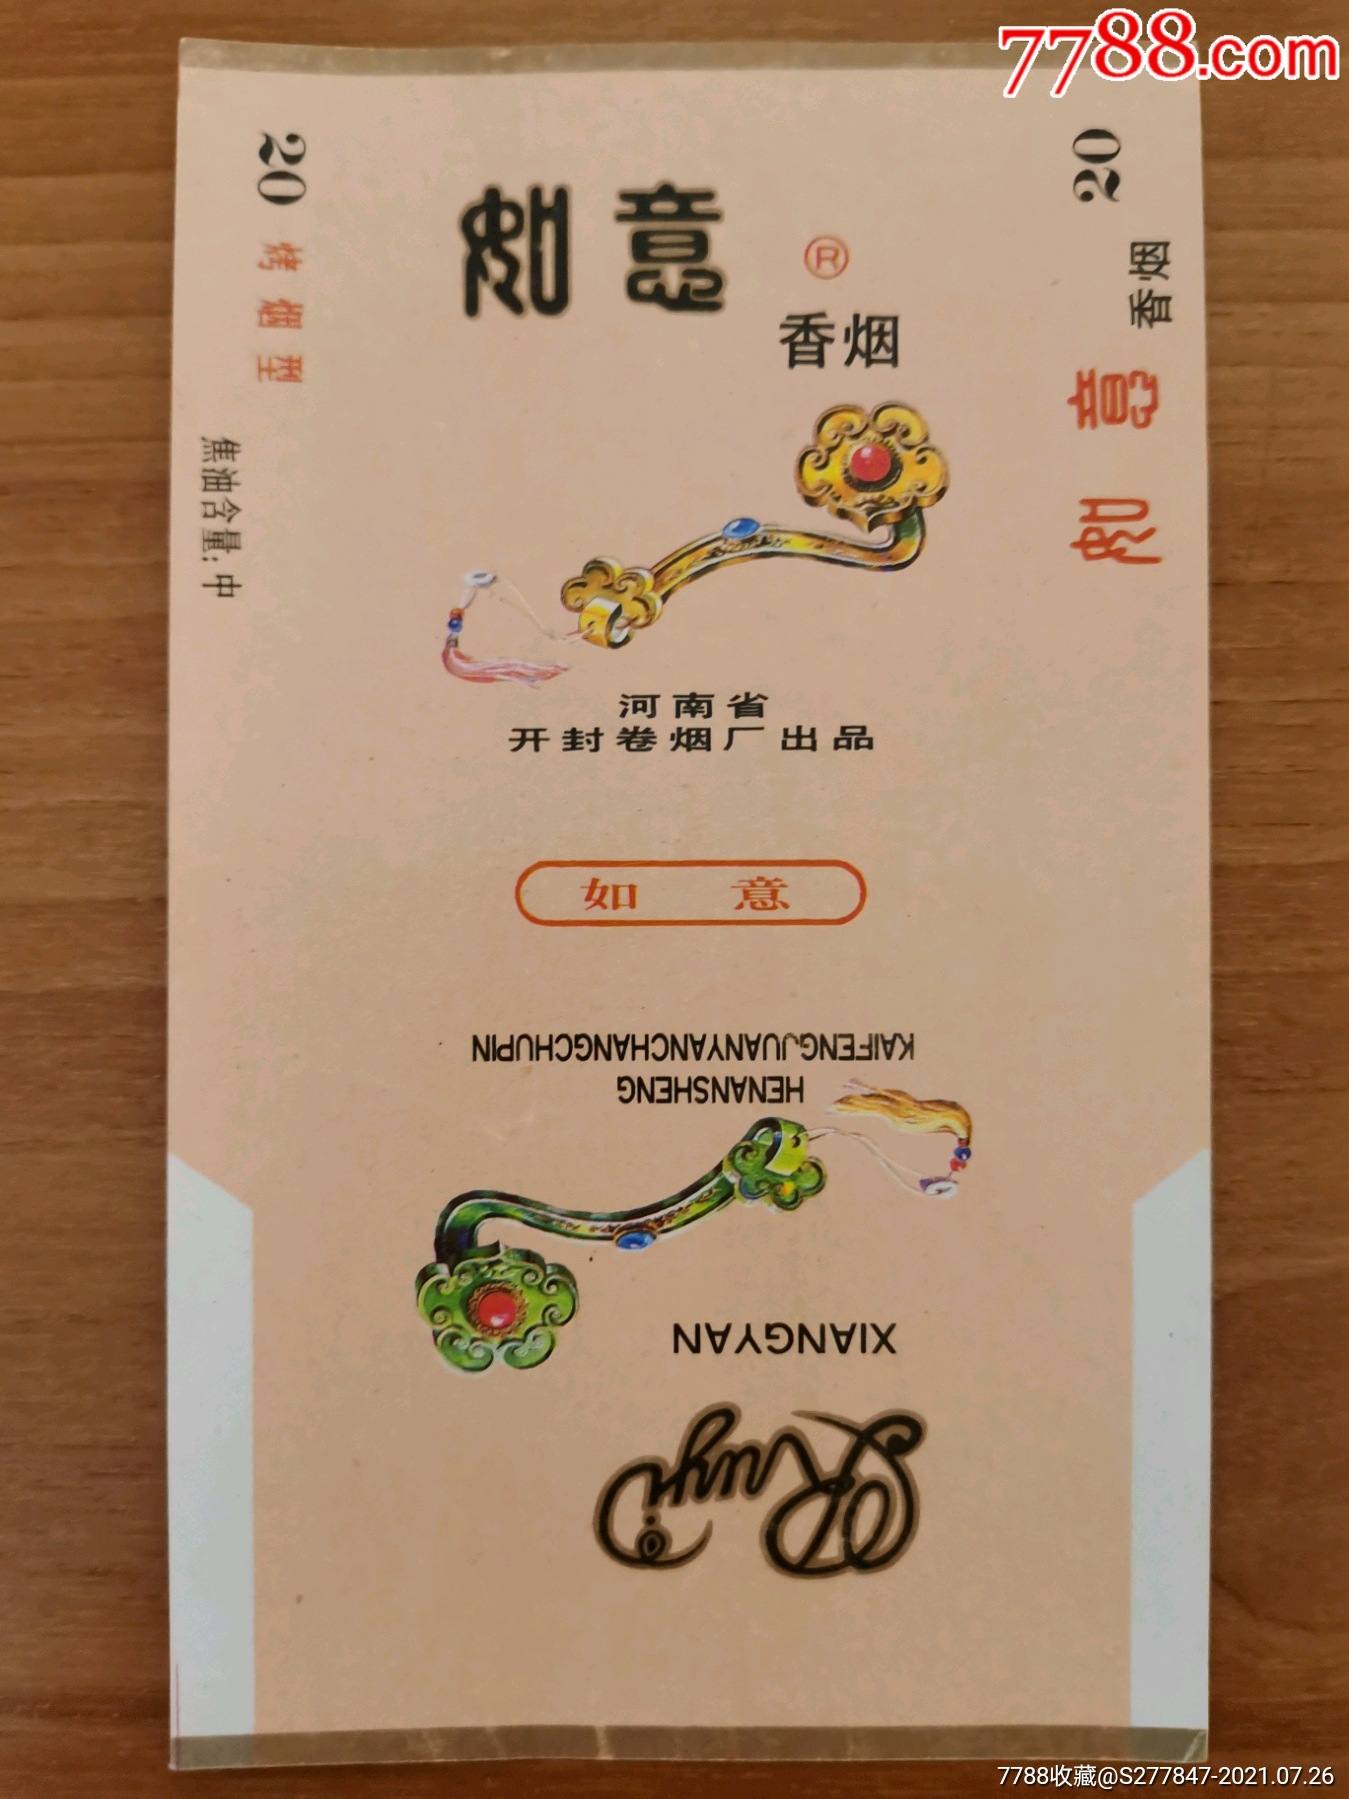 7788.com
20
烤烟型
焦油含量:中
如意
®
香烟
20
香烟
如意
河南省
开封卷烟厂出品
如 意
KAIFENGJUANYANCHANGCHUPIN
HENANSHENG
XIANGYAN
Ruyi
7788收藏@S277847-2021.07.26